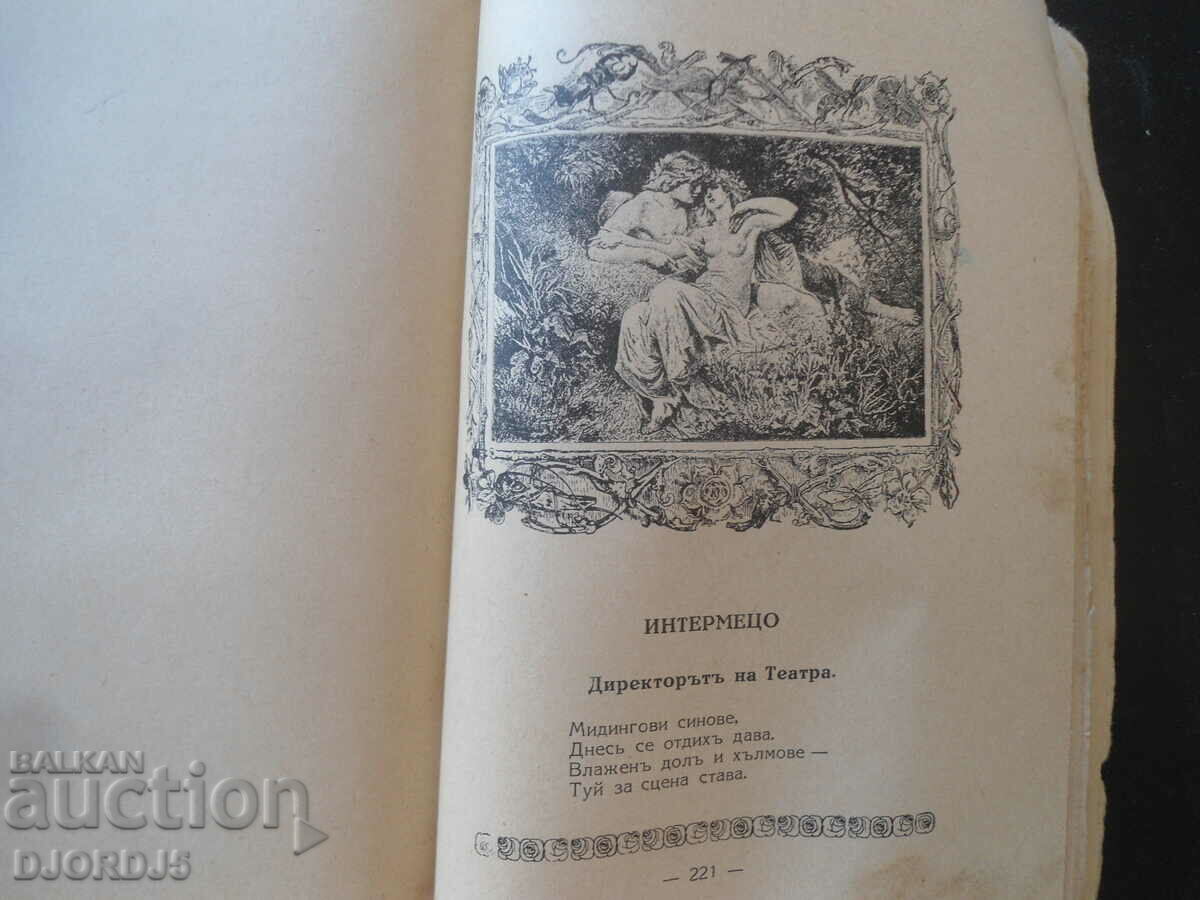 ИНТЕРМЕЦО
Директорътъ на Театра.
Мидингови синове,
Днесь се отдихъ дава.
Влаженъ долъ и хълмове —
Туй за сцена става.
— 221 —
BALKAN
auction
DJORDJ5